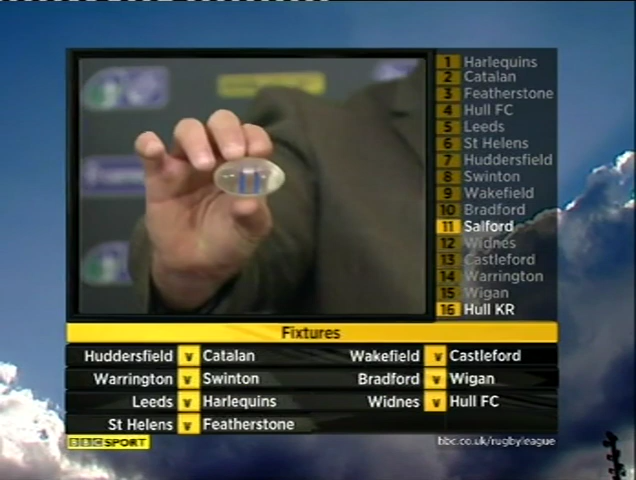 1 Harlequins
2 Catalan
3 Featherstone
4 Hull FC
5 Leeds
6 St Helens
7 Huddersfield
8 Swinton
9 Wakefield
10 Bradford
11 Salford
12 Widnes
13 Castleford
14 Warrington
15 Wigan
16 Hull KR
11
Fixtures
Huddersfield v Catalan
Wakefield v Castleford
Warrington v Swinton
Bradford v Wigan
Leeds v Harlequins
Widnes v Hull FC
St Helens v Featherstone
BBC SPORT
bbc.co.uk/rugbyleague